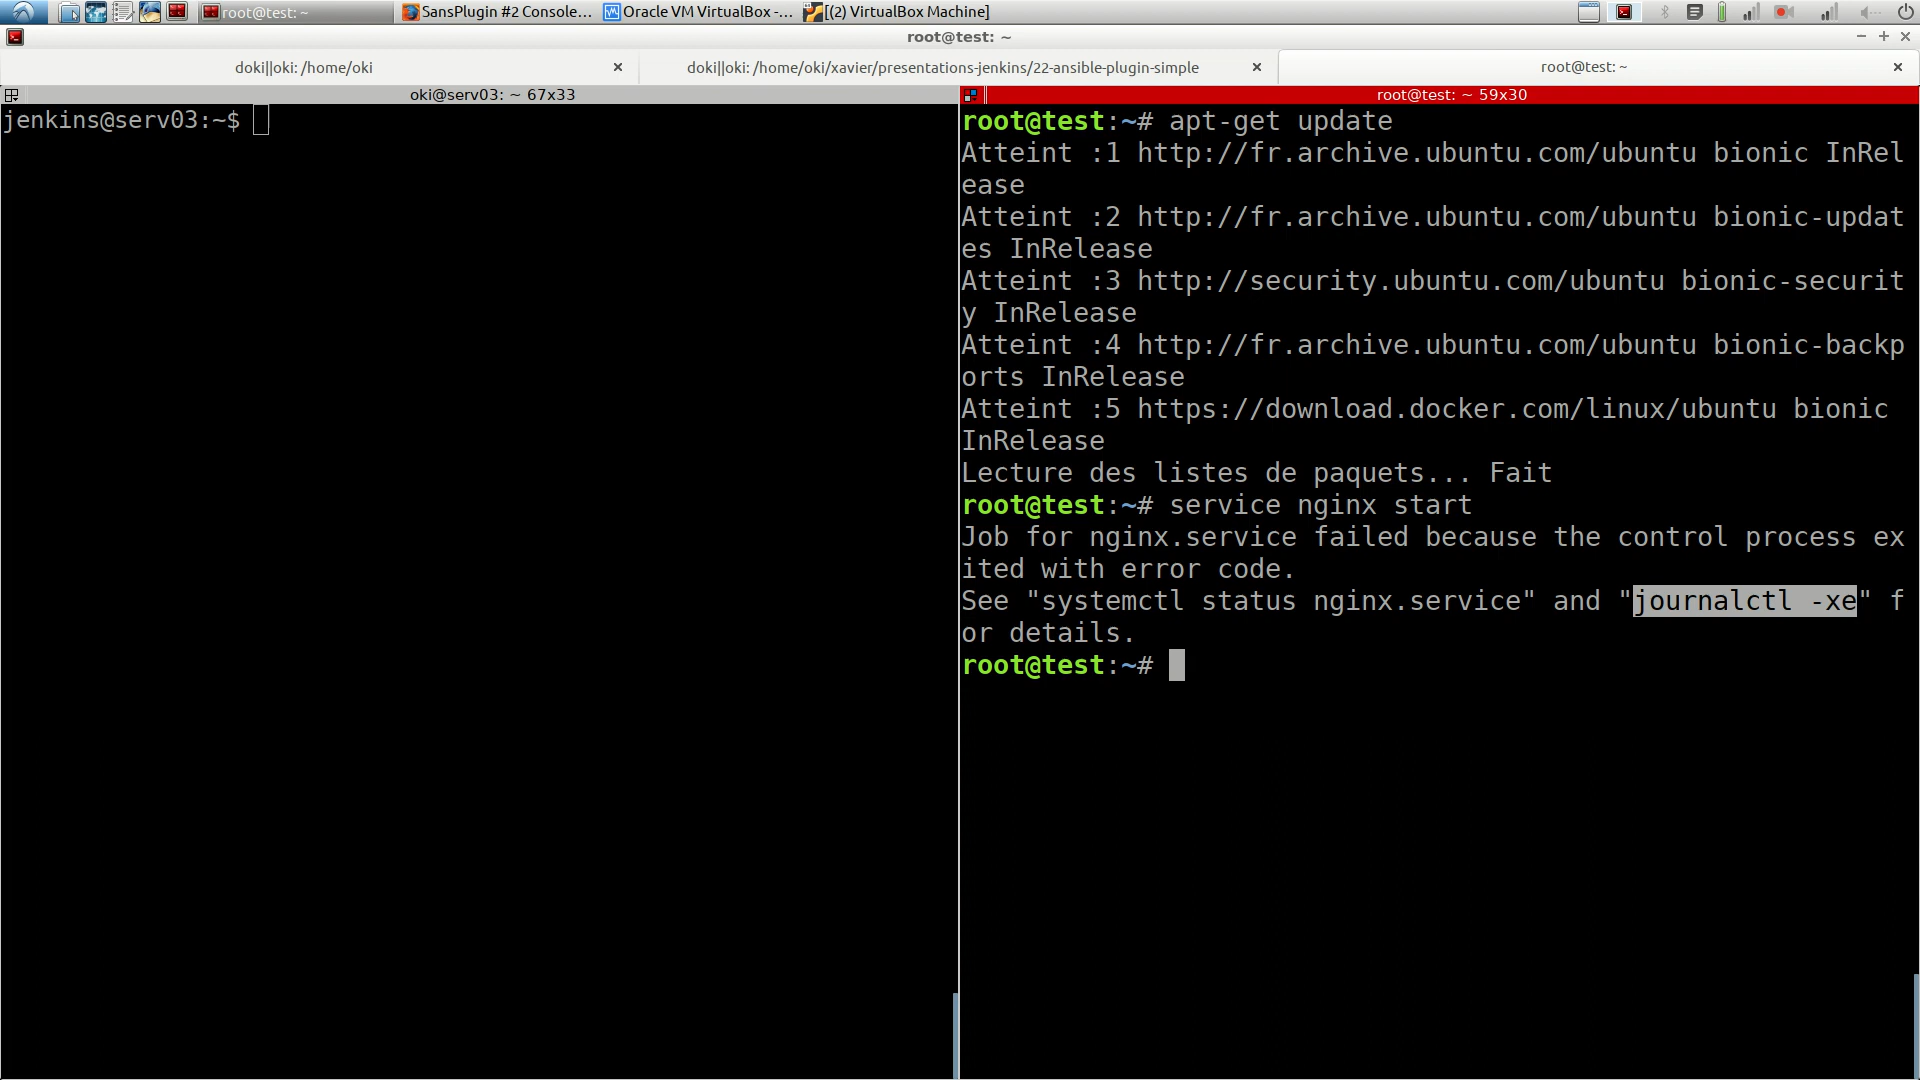 root@test: ~
SansPlugin #2 Console...
Oracle VM VirtualBox -...
[(2) VirtualBox Machine]
root@test: ~
doki||oki: /home/oki
doki||oki: /home/oki/xavier/presentations-jenkins/22-ansible-plugin-simple
root@test: ~
oki@serv03: ~ 67x33
jenkins@serv03:~$
root@test: ~ 59x30
root@test:~# apt-get update
Atteint :1 http://fr.archive.ubuntu.com/ubuntu bionic InRel
ease
Atteint :2 http://fr.archive.ubuntu.com/ubuntu bionic-updat
es InRelease
Atteint :3 http://security.ubuntu.com/ubuntu bionic-securit
y InRelease
Atteint :4 http://fr.archive.ubuntu.com/ubuntu bionic-backp
orts InRelease
Atteint :5 https://download.docker.com/linux/ubuntu bionic
InRelease
Lecture des listes de paquets... Fait
root@test:~# service nginx start
Job for nginx.service failed because the control process ex
ited with error code.
See "systemctl status nginx.service" and "journalctl -xe" f
or details.
root@test:~#